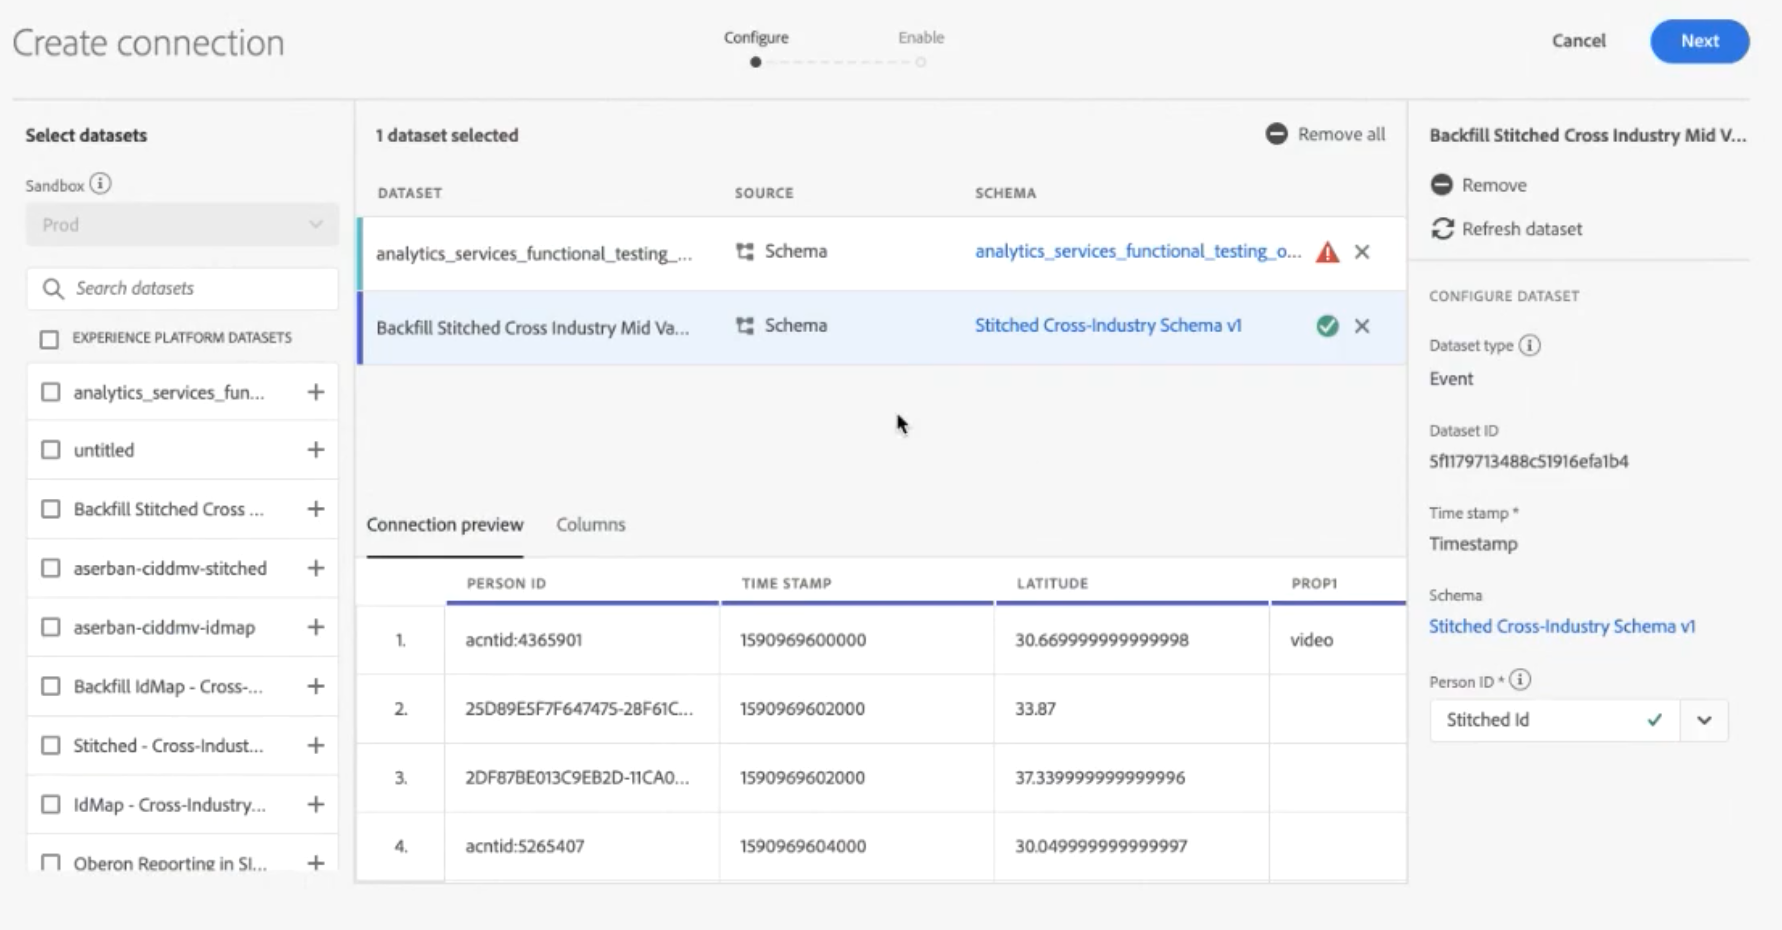 Create connection
Configure
Enable
Cancel
Next
Select datasets
Sandbox
Prod
Search datasets
EXPERIENCE PLATFORM DATASETS
analytics_services_fun...
untitled
Backfill Stitched Cross ...
aserban-ciddmv-stitched
aserban-ciddmv-idmap
Backfill IdMap - Cross-...
Stitched - Cross-Indust...
IdMap - Cross-Industry...
Oberon Reporting in SI...
1 dataset selected
Remove all
DATASET SOURCE SCHEMA
analytics_services_functional_testing_... Schema analytics_services_functional_testing_o...
Backfill Stitched Cross Industry Mid Va... Schema Stitched Cross-Industry Schema v1
Connection preview Columns
PERSON ID TIME STAMP LATITUDE PROP1
1. acntid:4365901 1590969600000 30.669999999999998 video
2. 25D89E5F7F647475-28F61C... 1590969602000 33.87
3. 2DF87BE013C9EB2D-11CA0... 1590969602000 37.339999999999996
4. acntid:5265407 1590969604000 30.049999999999997
Backfill Stitched Cross Industry Mid V...
Remove
Refresh dataset
CONFIGURE DATASET
Dataset type
Event
Dataset ID
5f1179713488c51916efa1b4
Time stamp *
Timestamp
Schema
Stitched Cross-Industry Schema v1
Person ID *
Stitched Id